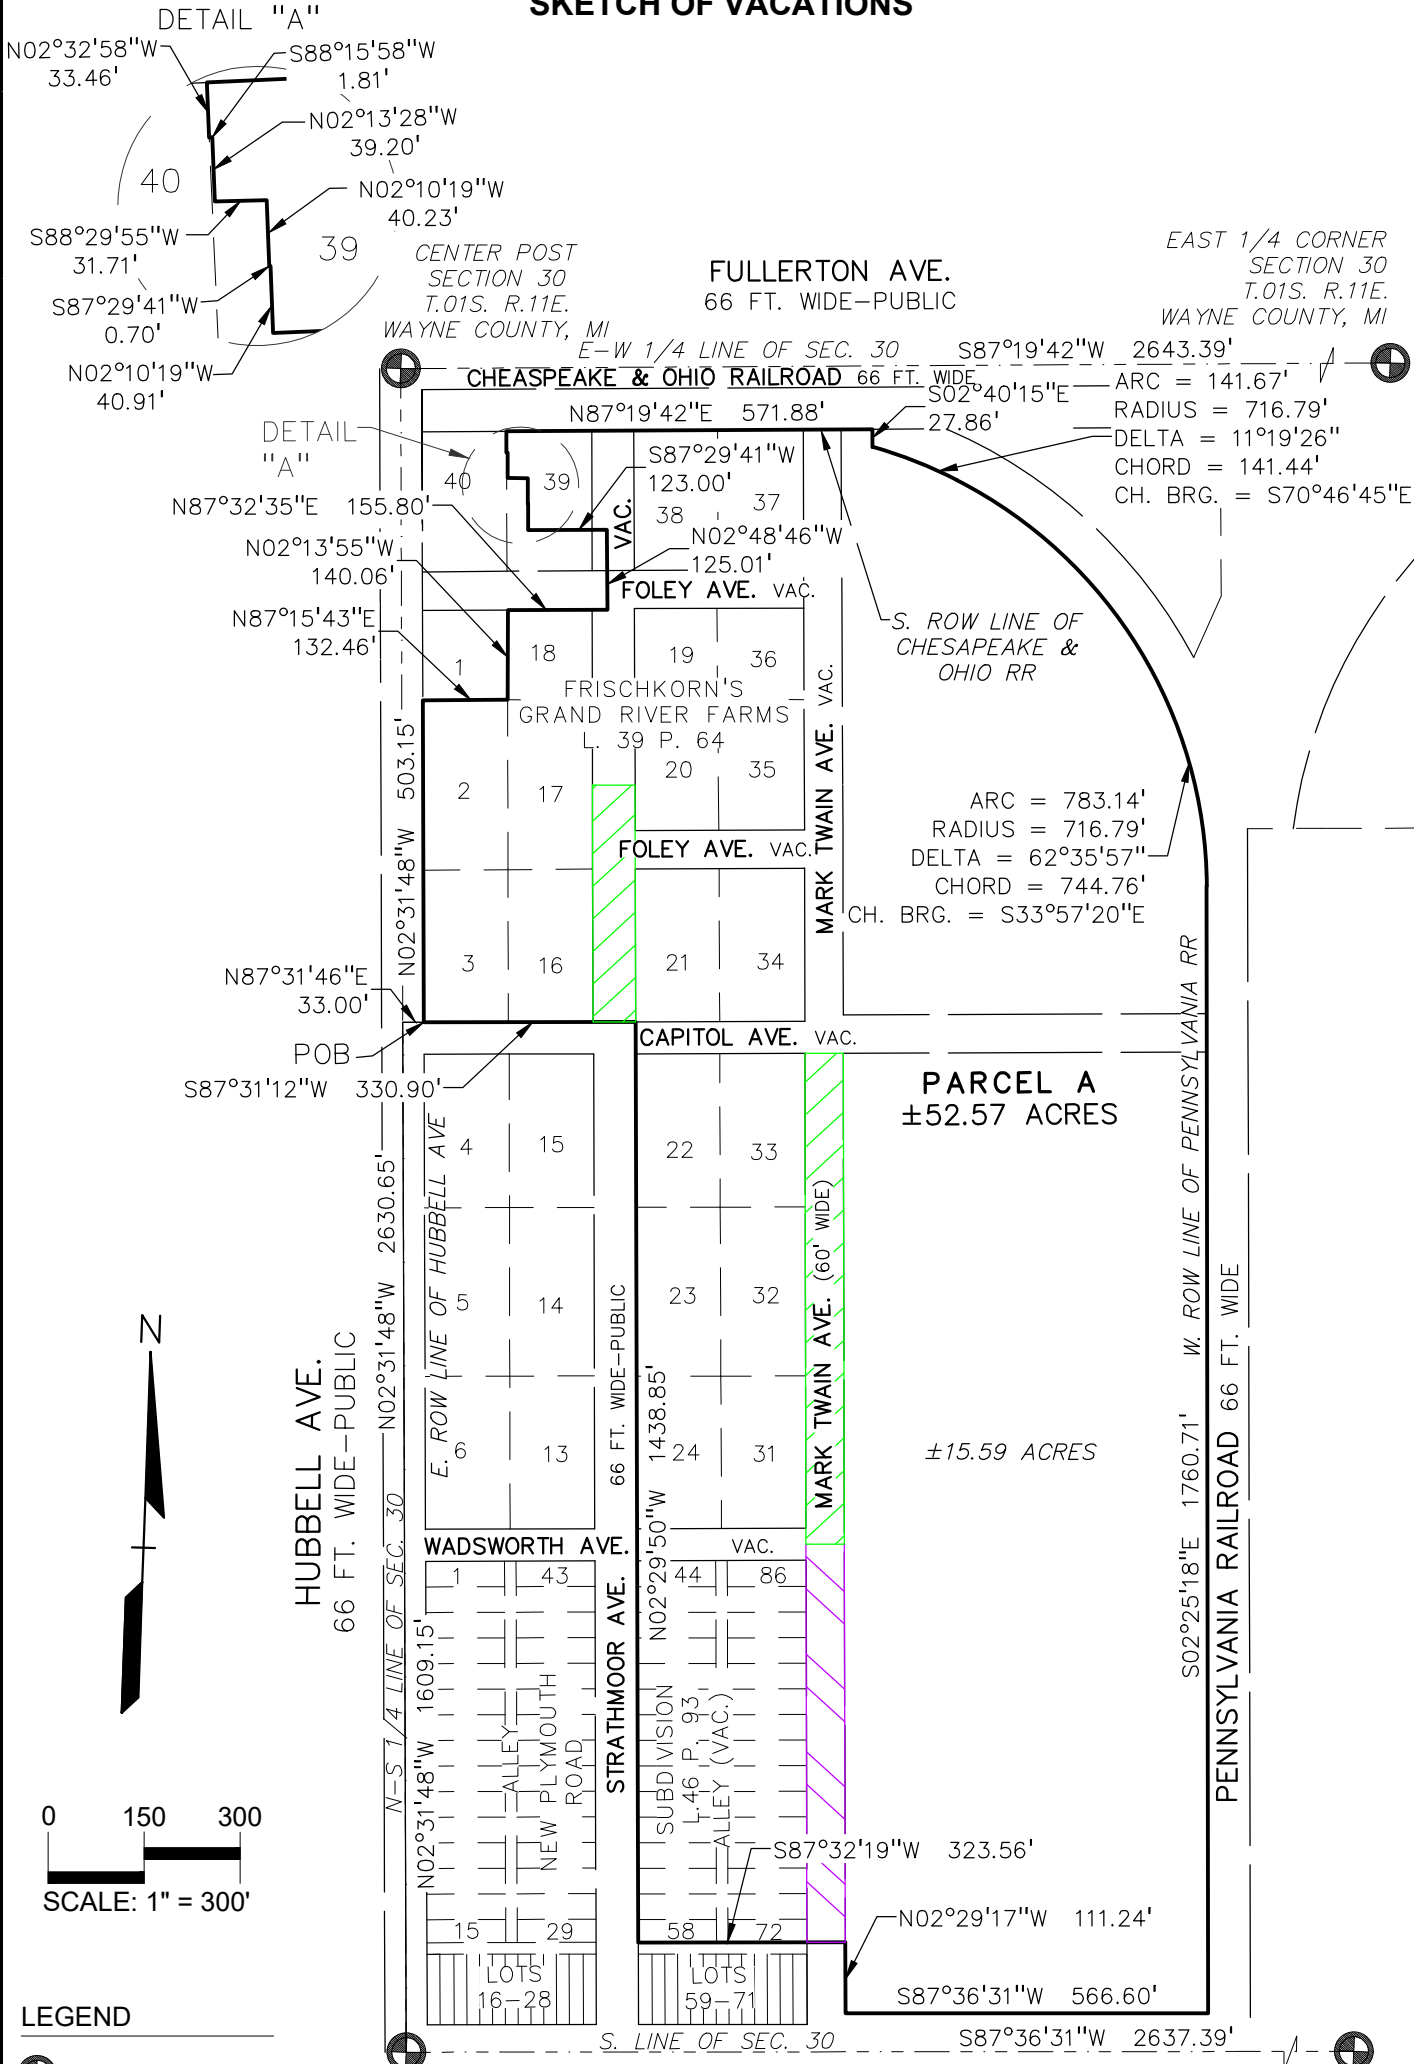 SKETCH OF VACATIONS
DETAIL "A"
N02°32'58"W
33.46'
S88°15'58"W
1.81'
N02°13'28"W
39.20'
40
N02°10'19"W
40.23'
S88°29'55"W
31.71'
39
S87°29'41"W
0.70'
N02°10'19"W
40.91'
CENTER POST
SECTION 30
T.01S. R.11E.
WAYNE COUNTY, MI
FULLERTON AVE.
66 FT. WIDE-PUBLIC
EAST 1/4 CORNER
SECTION 30
T.01S. R.11E.
WAYNE COUNTY, MI
E-W 1/4 LINE OF SEC. 30
S87°19'42"W 2643.39'
CHEASPEAKE & OHIO RAILROAD 66 FT. WIDE
S02°40'15"E
27.86'
ARC = 141.67'
RADIUS = 716.79'
DELTA = 11°19'26"
CHORD = 141.44'
CH. BRG. = S70°46'45"E
N87°19'42"E 571.88'
DETAIL
"A"
40
39
S87°29'41"W
123.00'
38
37
VAC.
N87°32'35"E 155.80'
N02°48'46"W
125.01'
N02°13'55"W
140.06'
FOLEY AVE. VAC.
N87°15'43"E
132.46'
S. ROW LINE OF
CHESAPEAKE &
OHIO RR
1
18
19
36
FRISCHKORN'S
GRAND RIVER FARMS
L. 39 P. 64
MARK TWAIN AVE. VAC.
N02°31'48"W 503.15'
2
17
20
35
ARC = 783.14'
RADIUS = 716.79'
DELTA = 62°35'57"
CHORD = 744.76'
CH. BRG. = S33°57'20"E
FOLEY AVE. VAC.
3
16
21
34
N87°31'46"E
33.00'
POB
S87°31'12"W 330.90'
CAPITOL AVE. VAC.
PARCEL A
±52.57 ACRES
W. ROW LINE OF PENNSYLVANIA RR
4
15
22
33
N02°31'48"W 2630.65'
E. ROW LINE OF HUBBELL AVE
5
14
23
32
MARK TWAIN AVE. (60' WIDE)
66 FT. WIDE-PUBLIC
N
HUBBELL AVE.
66 FT. WIDE-PUBLIC
6
13
24
31
N02°29'50"W 1438.85'
±15.59 ACRES
S02°25'18"E 1760.71'
PENNSYLVANIA RAILROAD 66 FT. WIDE
WADSWORTH AVE.
VAC.
1
43
44
86
N-S 1/4 LINE OF SEC. 30
N02°31'48"W 1609.15'
ALLEY
NEW PLYMOUTH
ROAD
STRATHMOOR AVE.
SUBDIVISION
L.46 P. 93
ALLEY (VAC.)
0 150 300
SCALE: 1" = 300'
S87°32'19"W 323.56'
15
29
58
72
N02°29'17"W 111.24'
LOTS
16-28
LOTS
59-71
S87°36'31"W 566.60'
LEGEND
S. LINE OF SEC. 30
S87°36'31"W 2637.39'